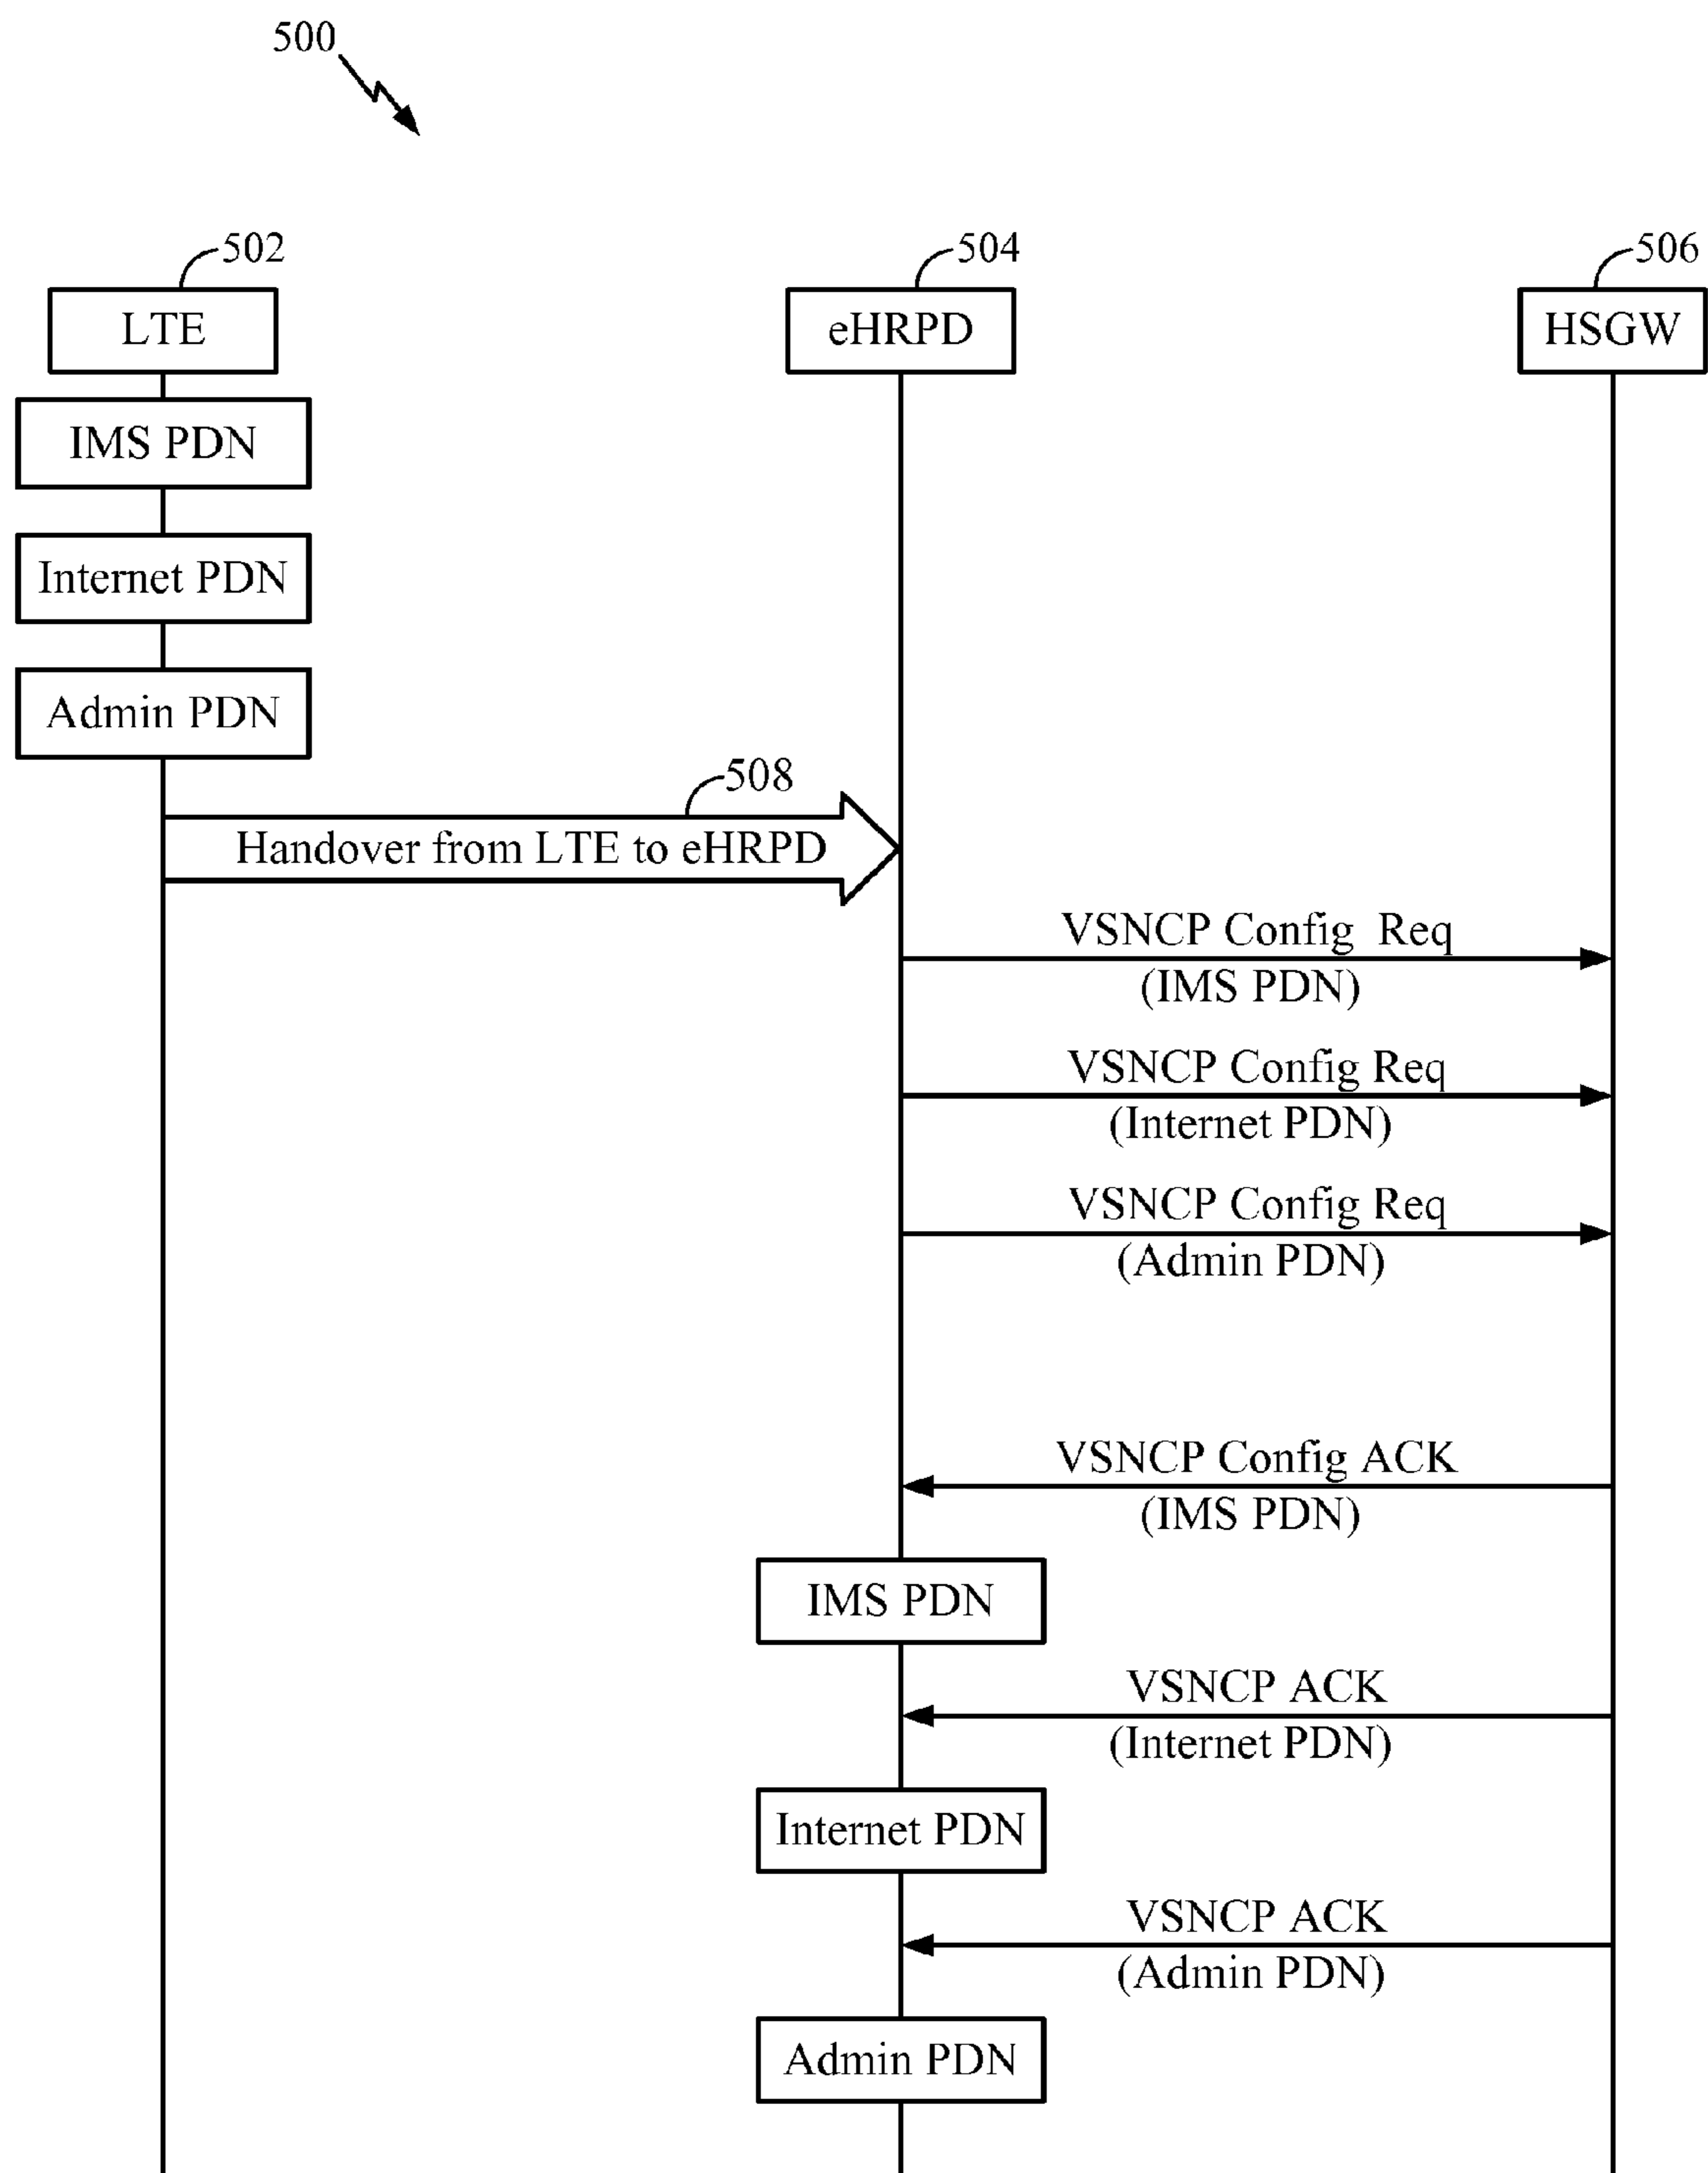 500
502
504
506
LTE
eHRPD
HSGW
IMS PDN
Internet PDN
Admin PDN
508
Handover from LTE to eHRPD
VSNCP Config Req
(IMS PDN)
VSNCP Config Req
(Internet PDN)
VSNCP Config Req
(Admin PDN)
VSNCP Config ACK
(IMS PDN)
IMS PDN
VSNCP ACK
(Internet PDN)
Internet PDN
VSNCP ACK
(Admin PDN)
Admin PDN